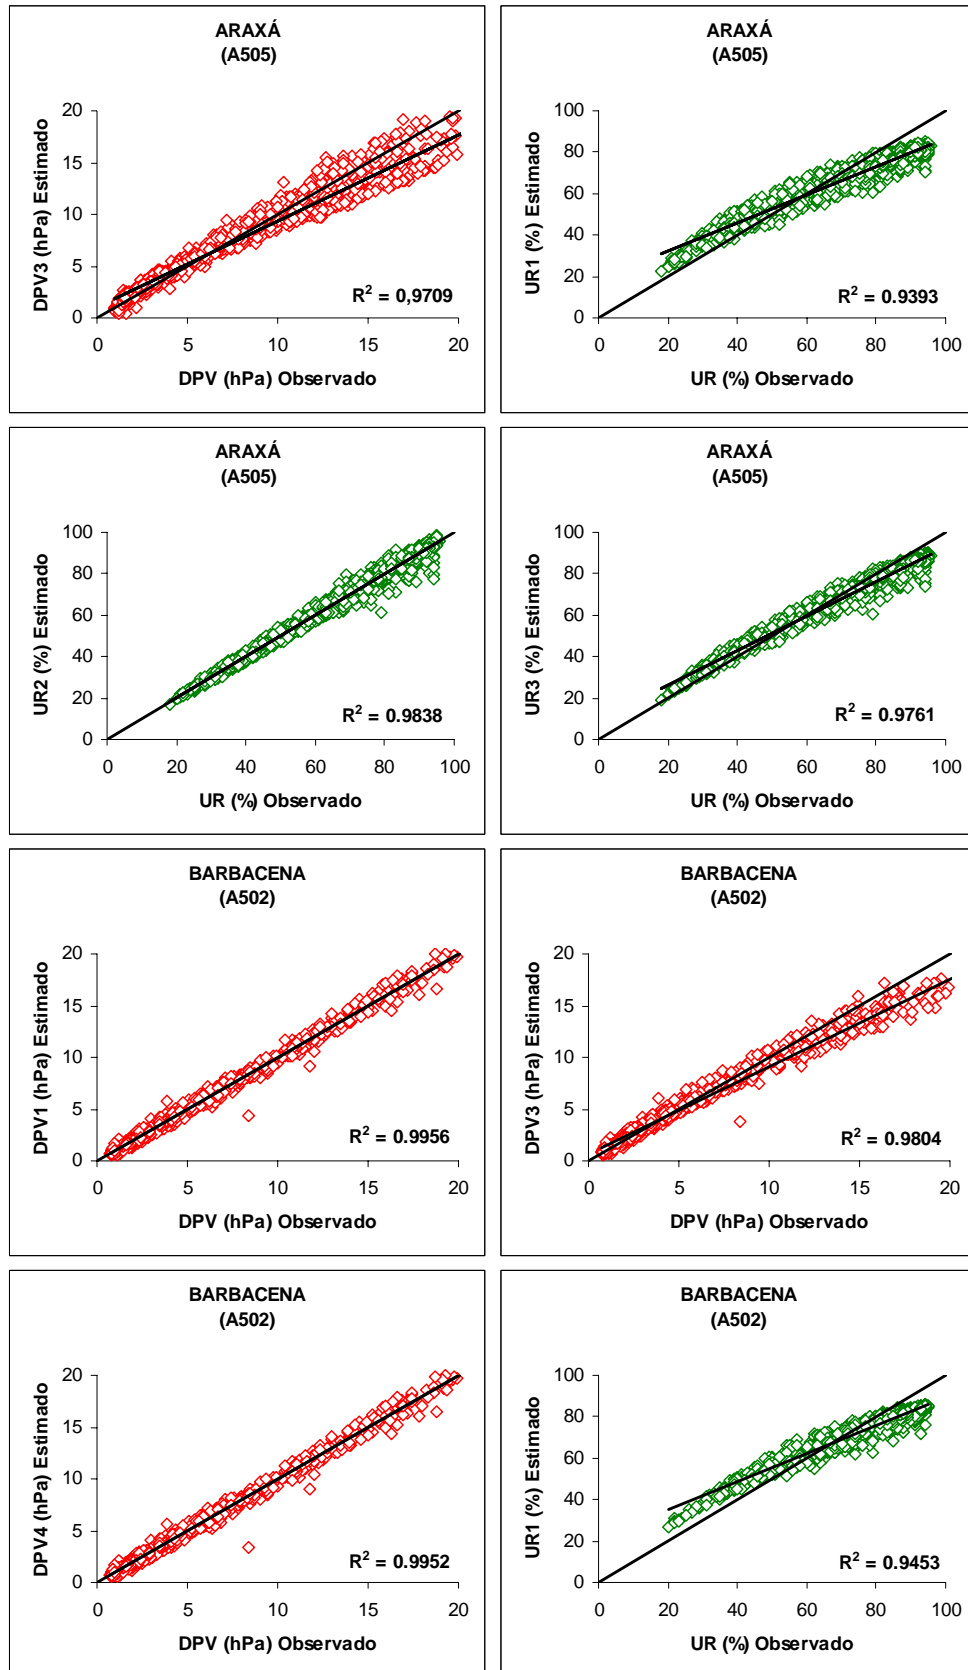 ARAXÁ
(A505)
20
15
10
5
0
DPV3 (hPa) Estimado
R² = 0,9709
0 5 10 15 20
DPV (hPa) Observado
ARAXÁ
(A505)
100
80
60
40
20
0
UR1 (%) Estimado
R² = 0.9393
0 20 40 60 80 100
UR (%) Observado
ARAXÁ
(A505)
100
80
60
40
20
0
UR2 (%) Estimado
R² = 0.9838
0 20 40 60 80 100
UR (%) Observado
ARAXÁ
(A505)
100
80
60
40
20
0
UR3 (%) Estimado
R² = 0.9761
0 20 40 60 80 100
UR (%) Observado
BARBACENA
(A502)
20
15
10
5
0
DPV1 (hPa) Estimado
R² = 0.9956
0 5 10 15 20
DPV (hPa) Observado
BARBACENA
(A502)
20
15
10
5
0
DPV3 (hPa) Estimado
R² = 0.9804
0 5 10 15 20
DPV (hPa) Observado
BARBACENA
(A502)
20
15
10
5
0
DPV4 (hPa) Estimado
R² = 0.9952
0 5 10 15 20
DPV (hPa) Observado
BARBACENA
(A502)
100
80
60
40
20
0
UR1 (%) Estimado
R² = 0.9453
0 20 40 60 80 100
UR (%) Observado